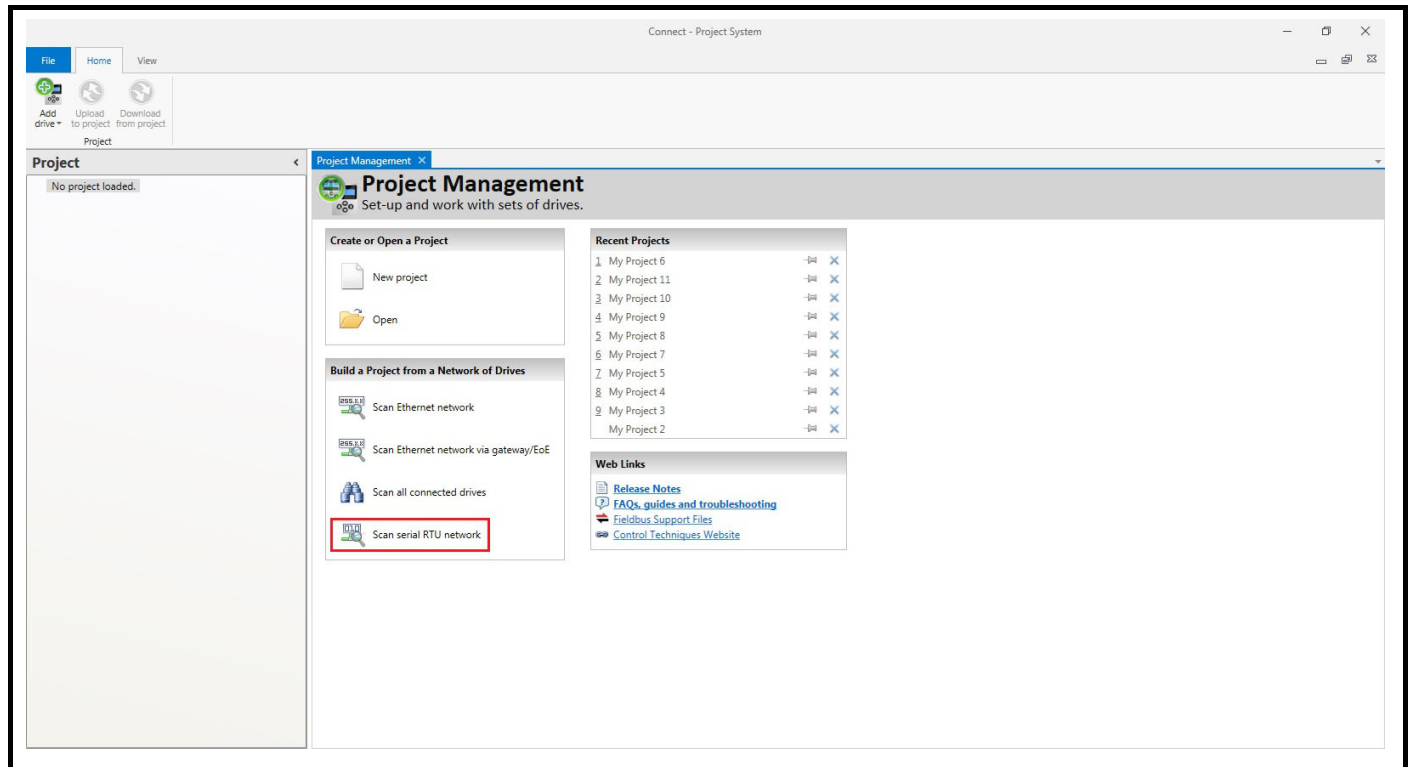 Connect - Project System
File Home View
Add drive
Upload to project
Download from project
Project
Project
No project loaded.
Project Management
Project Management
Set-up and work with sets of drives.
Create or Open a Project
New project
Open
Build a Project from a Network of Drives
Scan Ethernet network
Scan Ethernet network via gateway/EoE
Scan all connected drives
Scan serial RTU network
Recent Projects
1 My Project 6
2 My Project 11
3 My Project 10
4 My Project 9
5 My Project 8
6 My Project 7
7 My Project 5
8 My Project 4
9 My Project 3
My Project 2
Web Links
Release Notes
FAQs, guides and troubleshooting
Fieldbus Support Files
Control Techniques Website